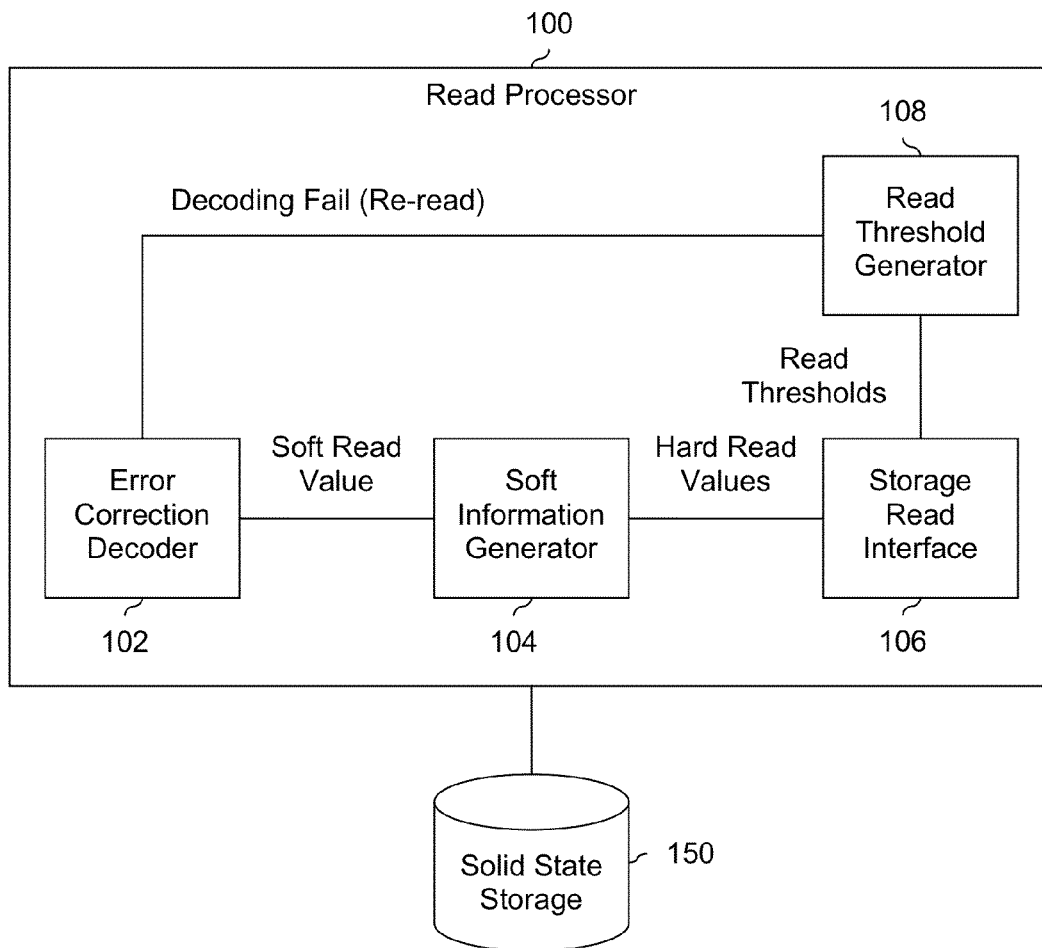 100
Read Processor
108
Decoding Fail (Re-read)
Read
Threshold
Generator
Read
Thresholds
Soft Read
Value
Hard Read
Values
Error
Correction
Decoder
Soft
Information
Generator
Storage
Read
Interface
102
104
106
Solid State
Storage
150